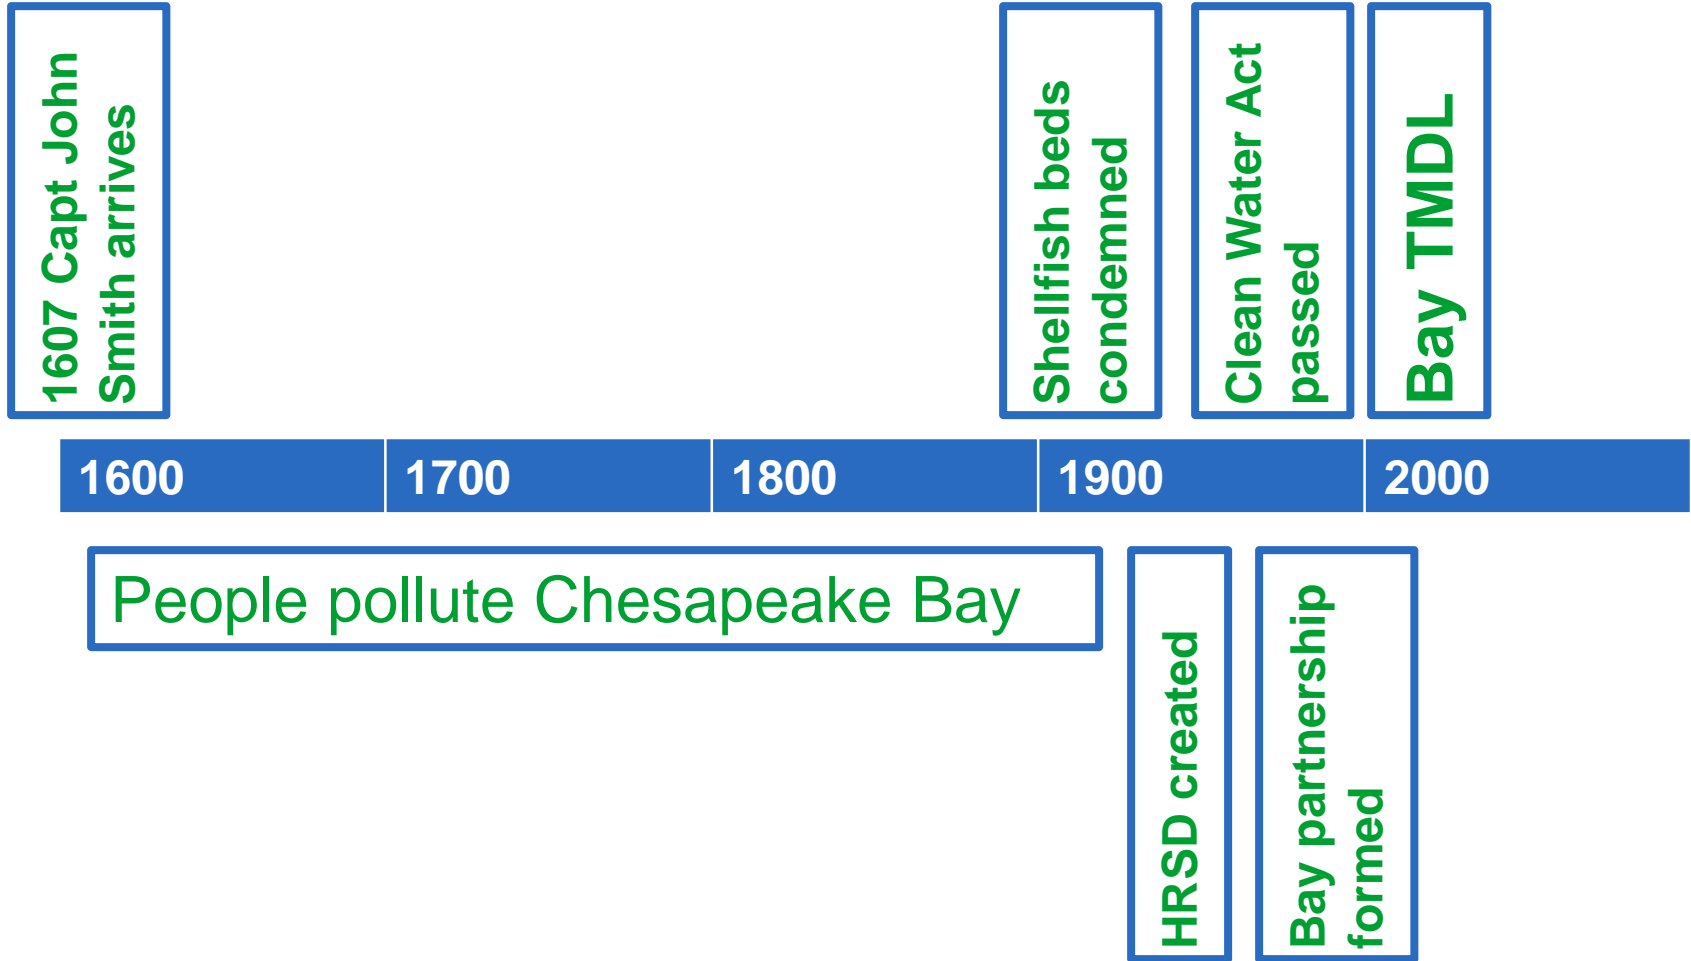 1607 Capt John
Smith arrives
Shellfish beds
condemned
Clean Water Act
passed
Bay TMDL
1600
1700
1800
1900
2000
People pollute Chesapeake Bay
HRSD created
Bay partnership
formed